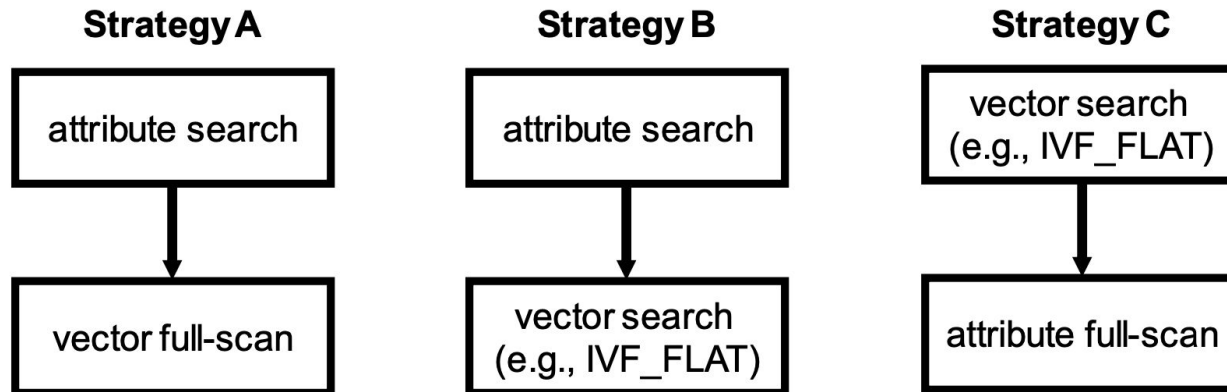 Strategy A
attribute search
vector full-scan
Strategy B
attribute search
vector search
(e.g., IVF_FLAT)
Strategy C
vector search
(e.g., IVF_FLAT)
attribute full-scan